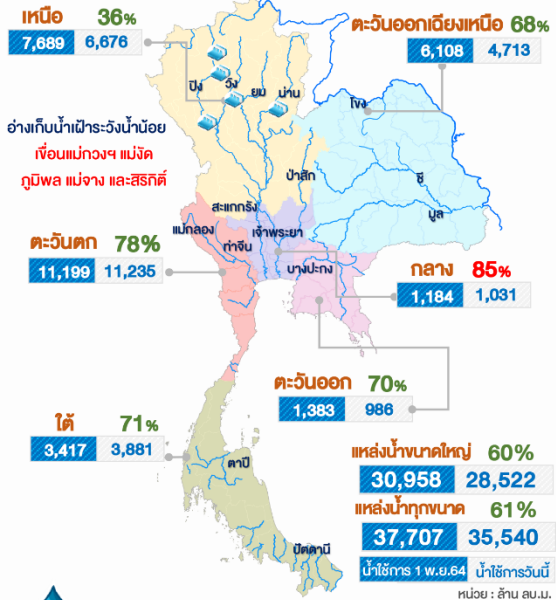 เหนือ 36%
7,689 6,676
ตะวันออกเฉียงเหนือ 68%
6,108 4,713
ปิง
วัง
ยม
น่าน
โขง
อ่างเก็บน้ำเฝ้าระวังน้ำน้อย
เขื่อนแม่กวงฯ แม่งัด
ภูมิพล แม่จาง และสิริกิติ์
ป่าสัก
ชี
มูล
สะแกกรัง
แม่กลอง
ท่าจีน
เจ้าพระยา
บางปะกง
ตะวันตก 78%
11,199 11,235
กลาง 85%
1,184 1,031
ตะวันออก 70%
1,383 986
ใต้ 71%
3,417 3,881
ตาปี
ปัตตานี
แหล่งน้ำขนาดใหญ่ 60%
30,958 28,522
แหล่งน้ำทุกขนาด 61%
37,707 35,540
น้ำใช้การ 1 พ.ย.64 น้ำใช้การวันนี้
หน่วย : ล้าน ลบ.ม.